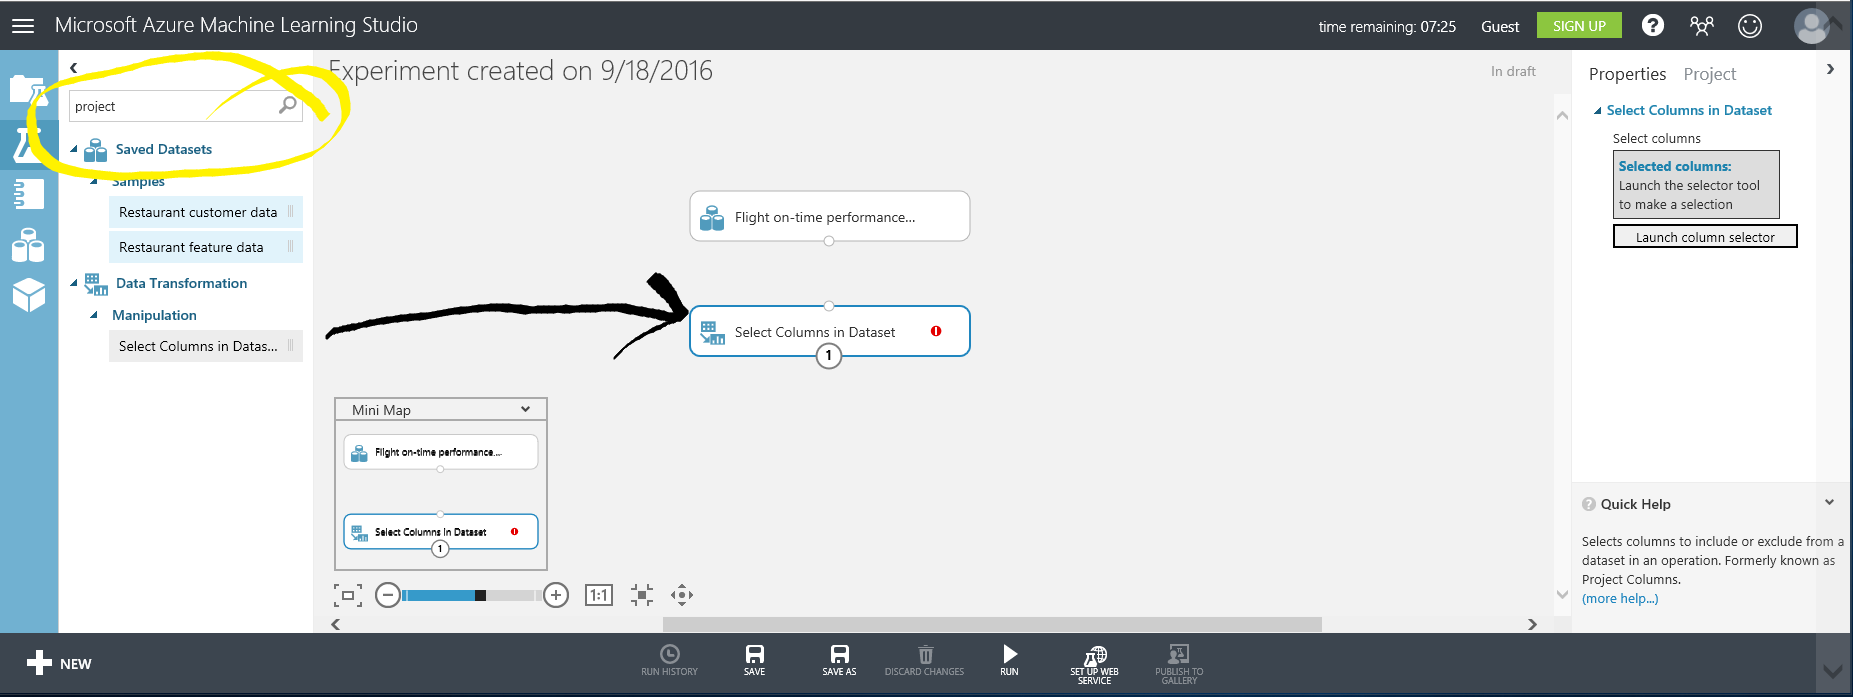 Microsoft Azure Machine Learning Studio
time remaining: 07:25
Guest
SIGN UP
?
project
Saved Datasets
Samples
Restaurant customer data
Restaurant feature data
Data Transformation
Manipulation
Select Columns in Datas...
Experiment created on 9/18/2016
In draft
Flight on-time performance...
Select Columns in Dataset
1
Mini Map
Flight on-time performance...
Select Columns in Dataset
1
1:1
Properties
Project
Select Columns in Dataset
Select columns
Selected columns:
Launch the selector tool
to make a selection
Launch column selector
? Quick Help
Selects columns to include or exclude from a
dataset in an operation. Formerly known as
Project Columns.
(more help...)
NEW
RUN HISTORY
SAVE
SAVE AS
DISCARD CHANGES
RUN
SET UP WEB
SERVICE
PUBLISH TO
GALLERY